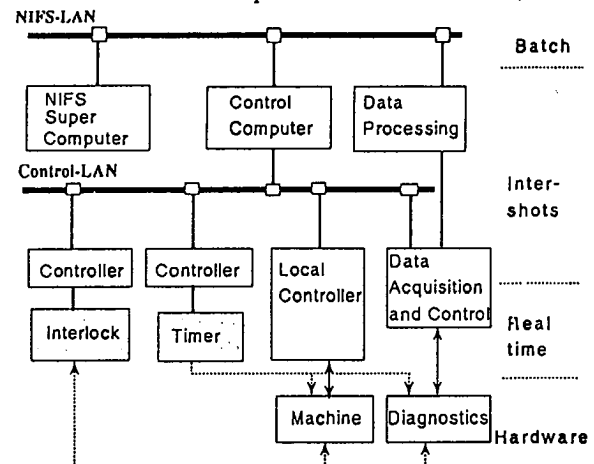 NIFS-LAN
Batch
NIFS
Super
Computer
Control
Computer
Data
Processing
Control-LAN
Inter-
shots
Controller
Controller
Local
Controller
Data
Acquisition
and Control
Interlock
Timer
Real
time
Machine
Diagnostics
Hardware